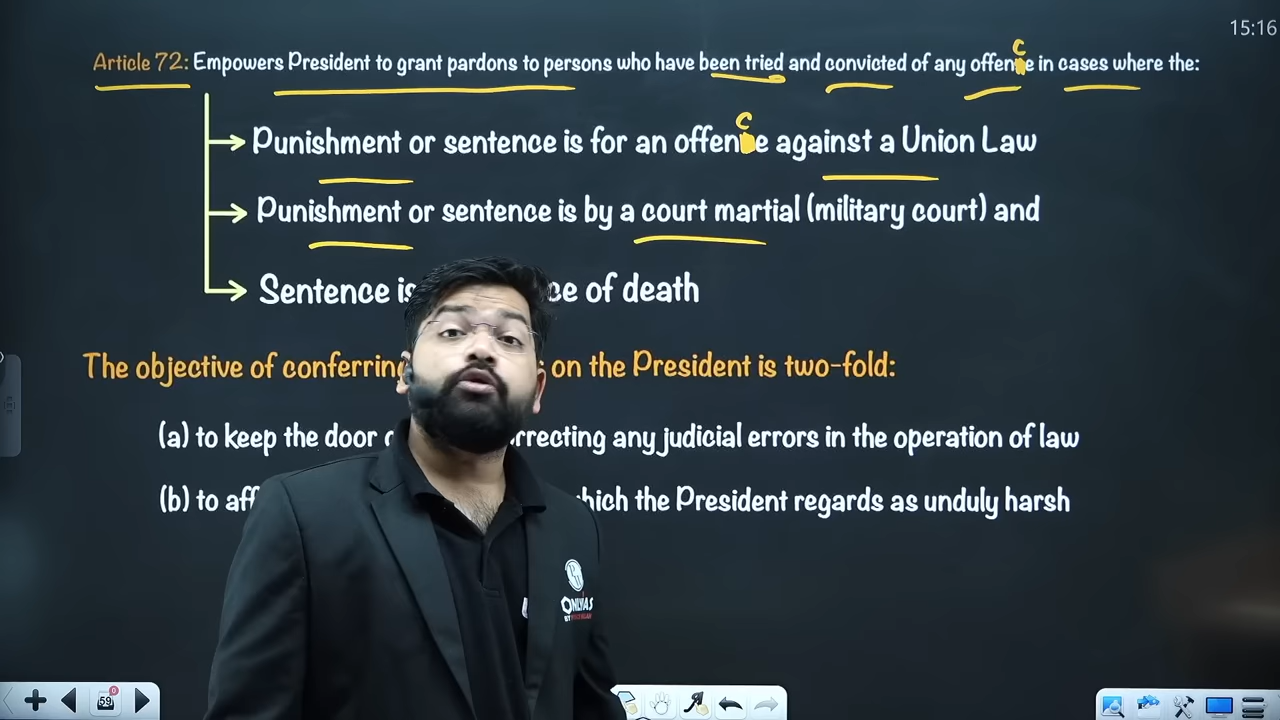 15:16
Article 72: Empowers President to grant pardons to persons who have been tried and convicted of any offence in cases where the:
Punishment or sentence is for an offence against a Union Law
Punishment or sentence is by a court martial (military court) and
Sentence is ce of death
The objective of conferring on the President is two-fold:
(a) to keep the door rrecting any judicial errors in the operation of law
(b) to aff hich the President regards as unduly harsh
ONLYIAS
59